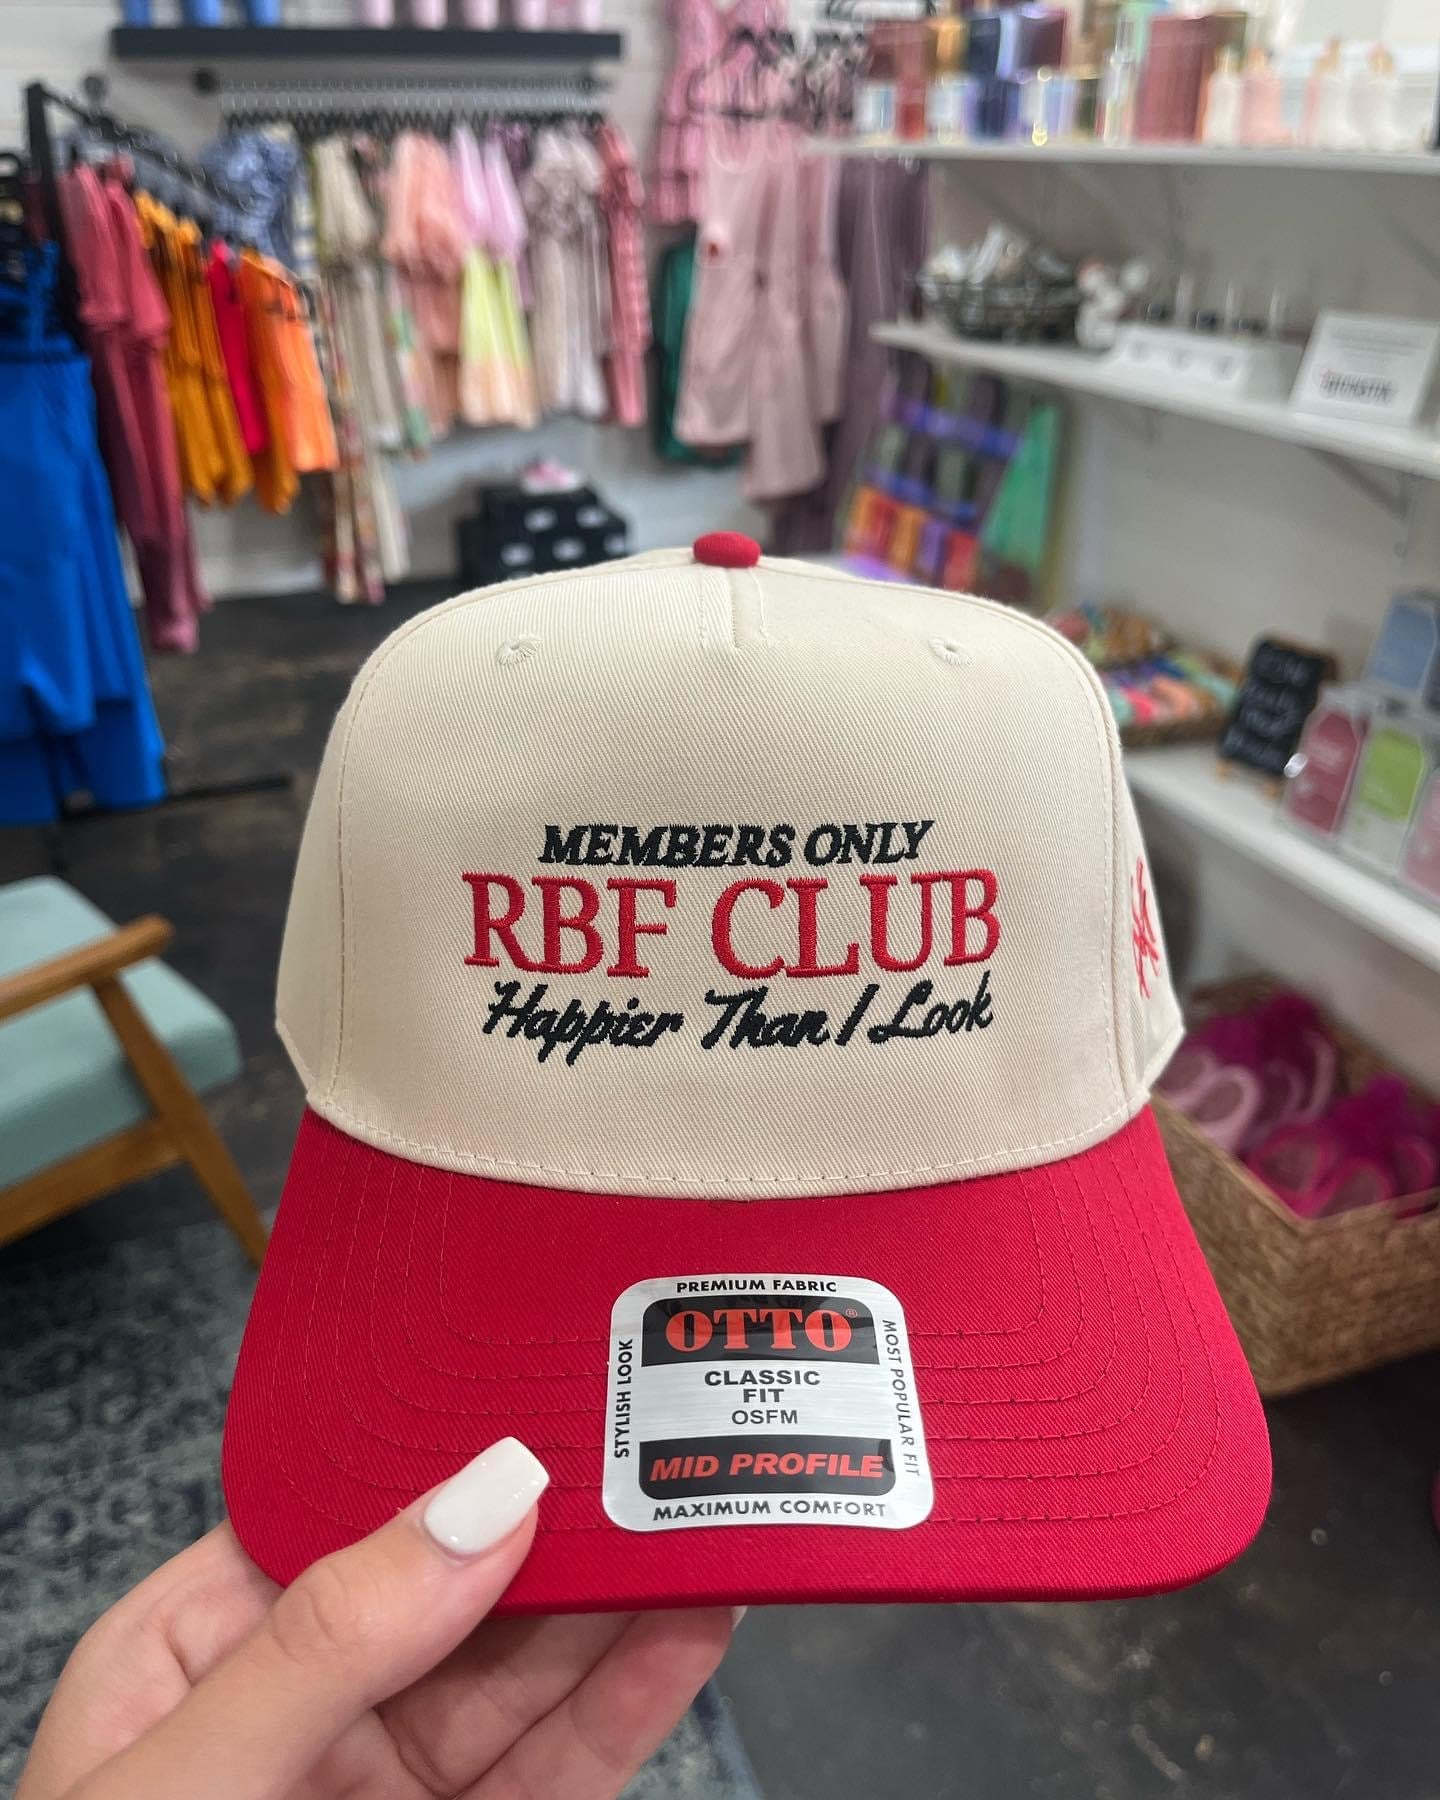 MEMBERS ONLY
RBF CLUB
Happier Than I Look
PREMIUM FABRIC
OTTO®
STYLISH LOOK
CLASSIC
FIT
OSFM
MOST POPULAR FIT
MID PROFILE
MAXIMUM COMFORT